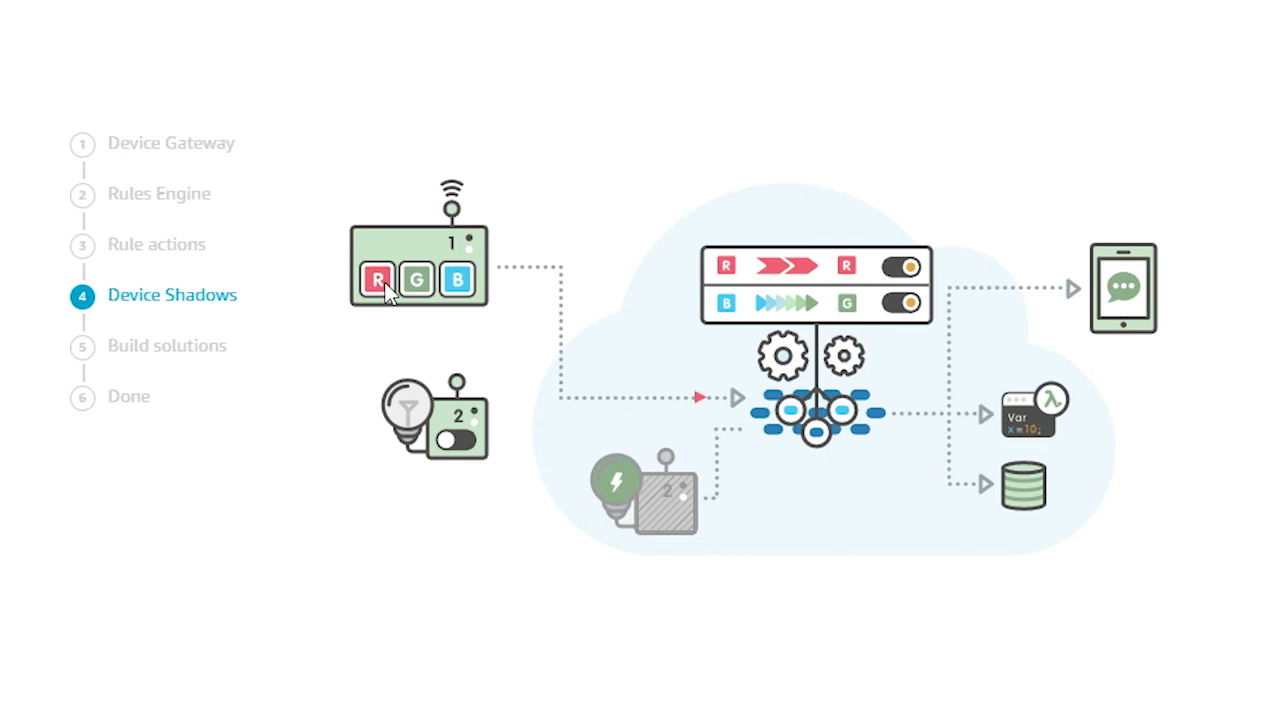 1 Device Gateway
2 Rules Engine
3 Rule actions
4 Device Shadows
5 Build solutions
6 Done
1
R G B
2
R R
B G
2
λ
Var
x = 10;